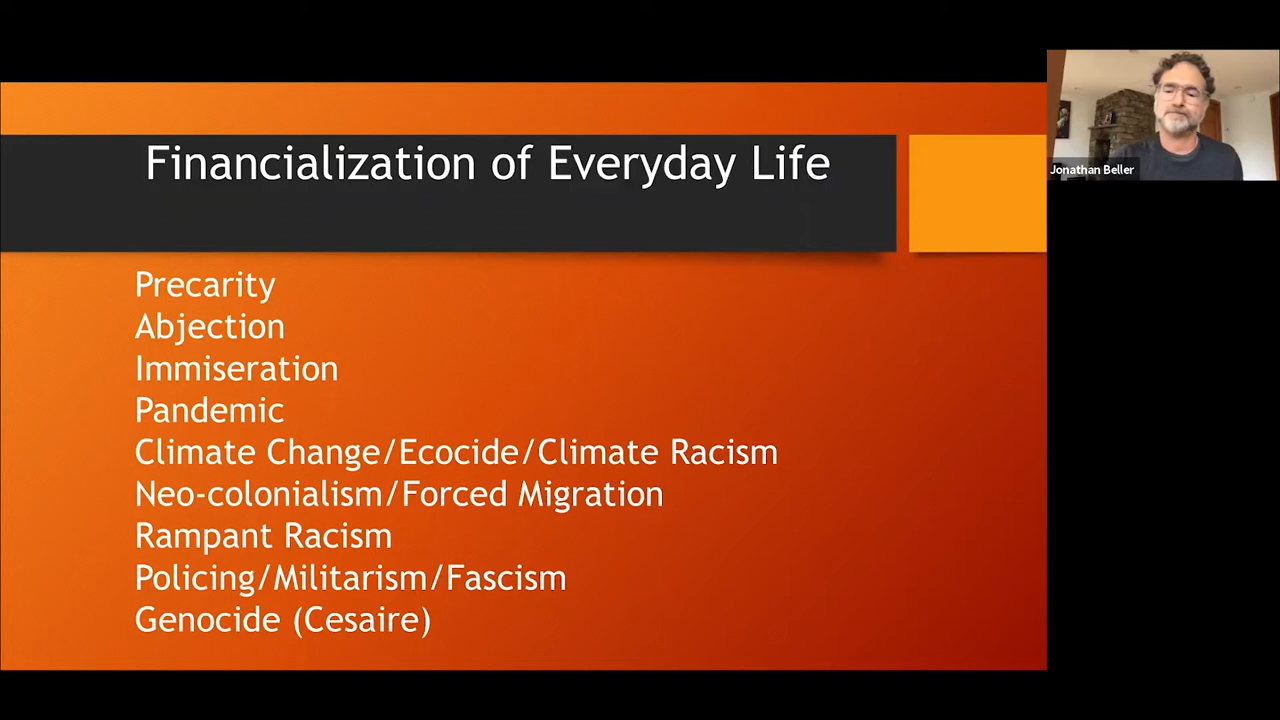 Financialization of Everyday Life
Precarity
Abjection
Immiseration
Pandemic
Climate Change/Ecocide/Climate Racism
Neo-colonialism/Forced Migration
Rampant Racism
Policing/Militarism/Fascism
Genocide (Cesaire)
Jonathan Beller